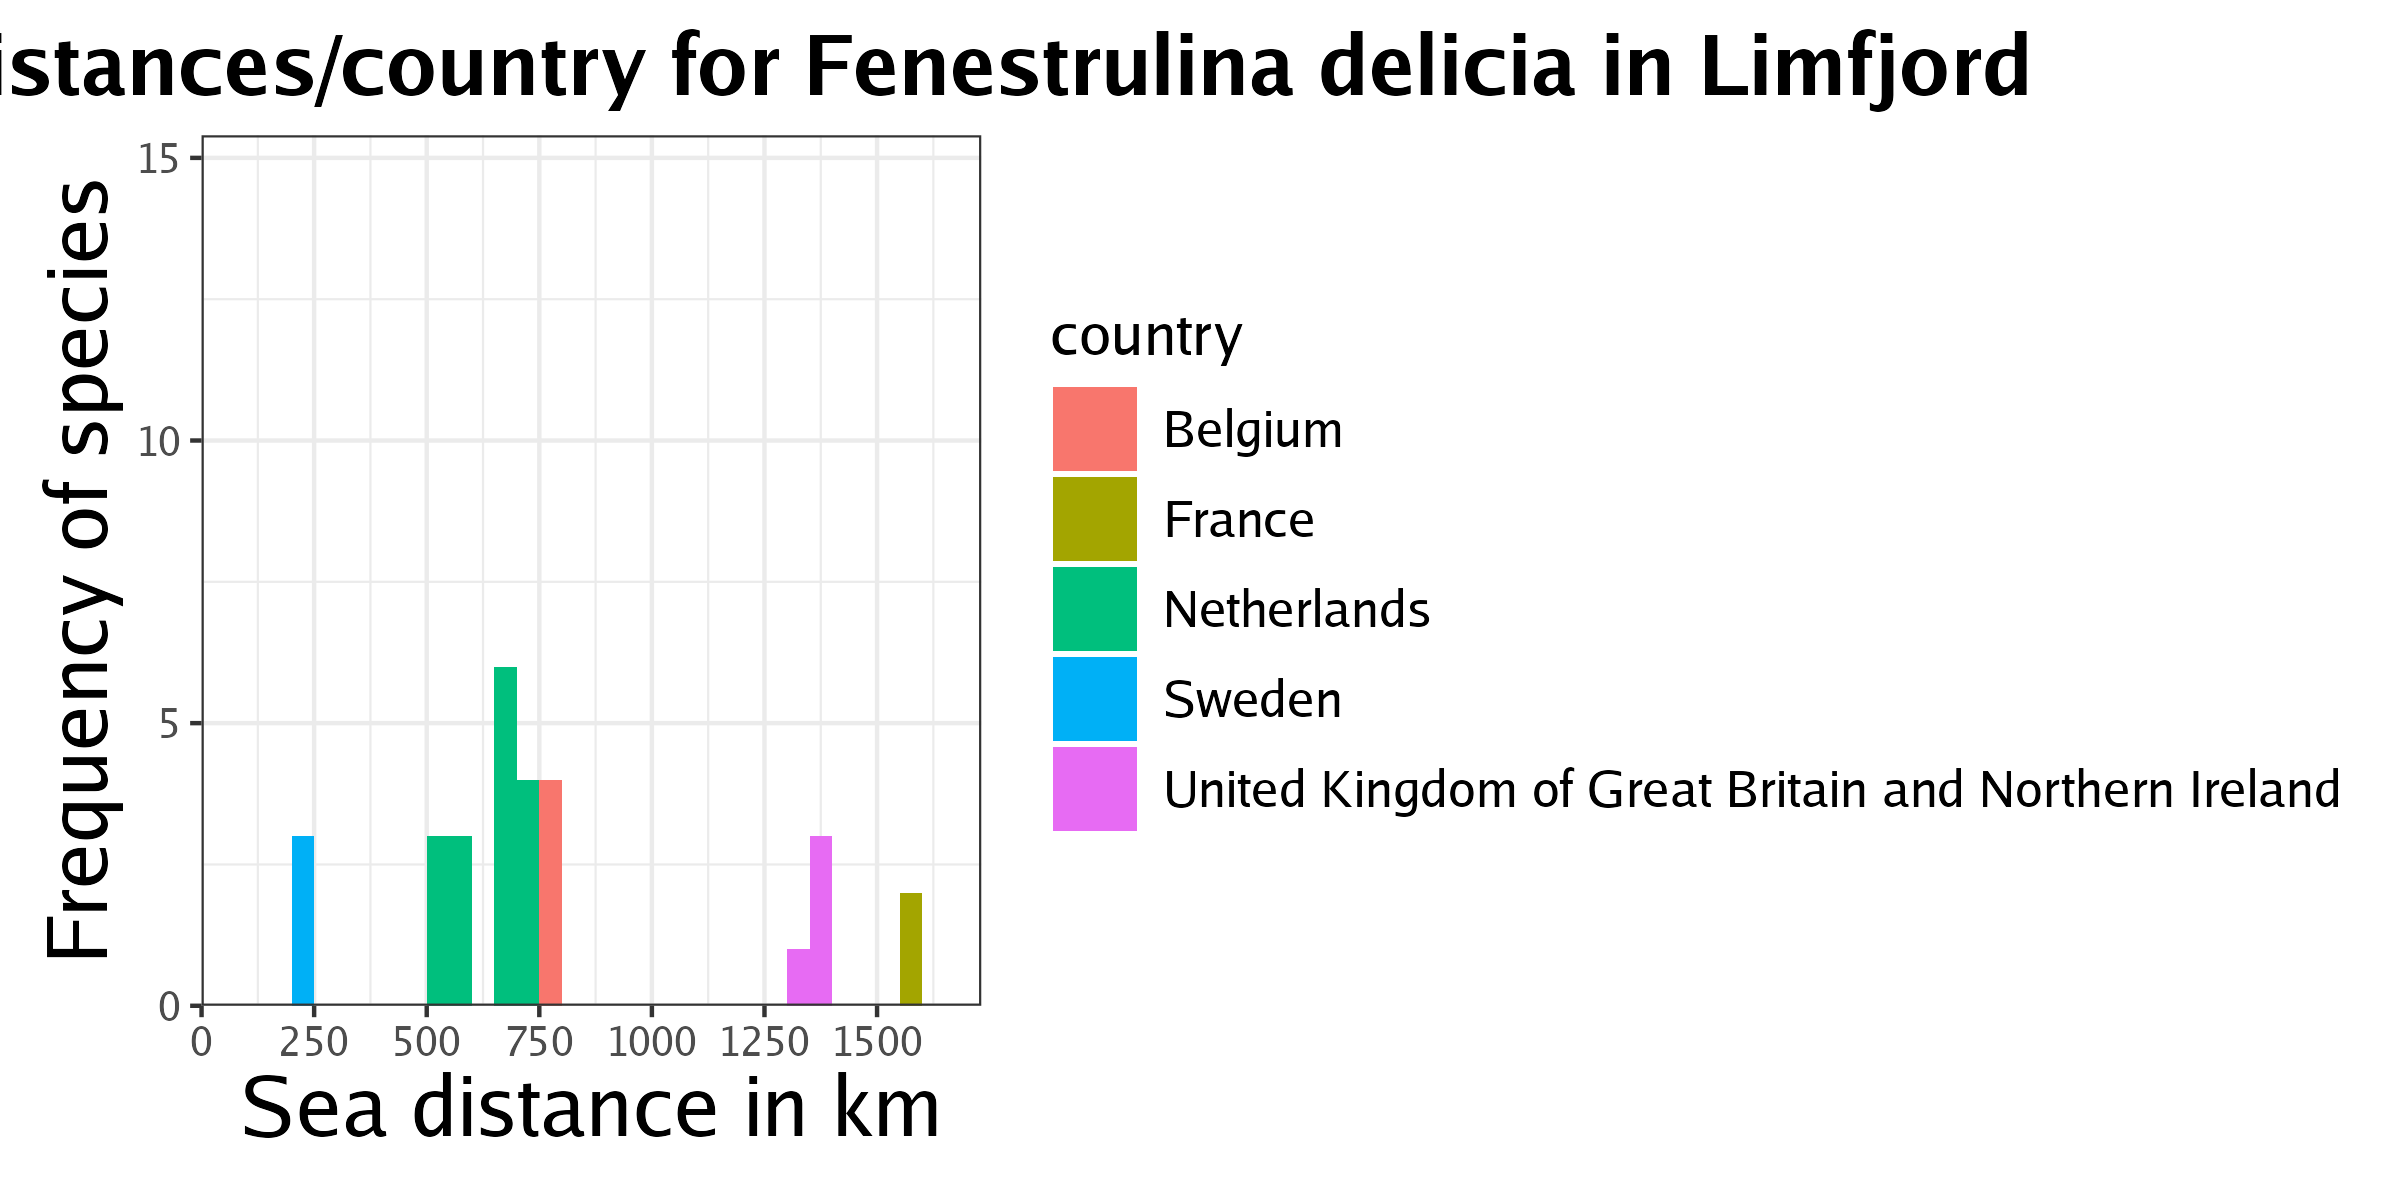 istances/country for Fenestrulina delicia in Limfjord
Frequency of species
15
10
5
0
0 250 500 750 1000 1250 1500
Sea distance in km
country
Belgium
France
Netherlands
Sweden
United Kingdom of Great Britain and Northern Ireland